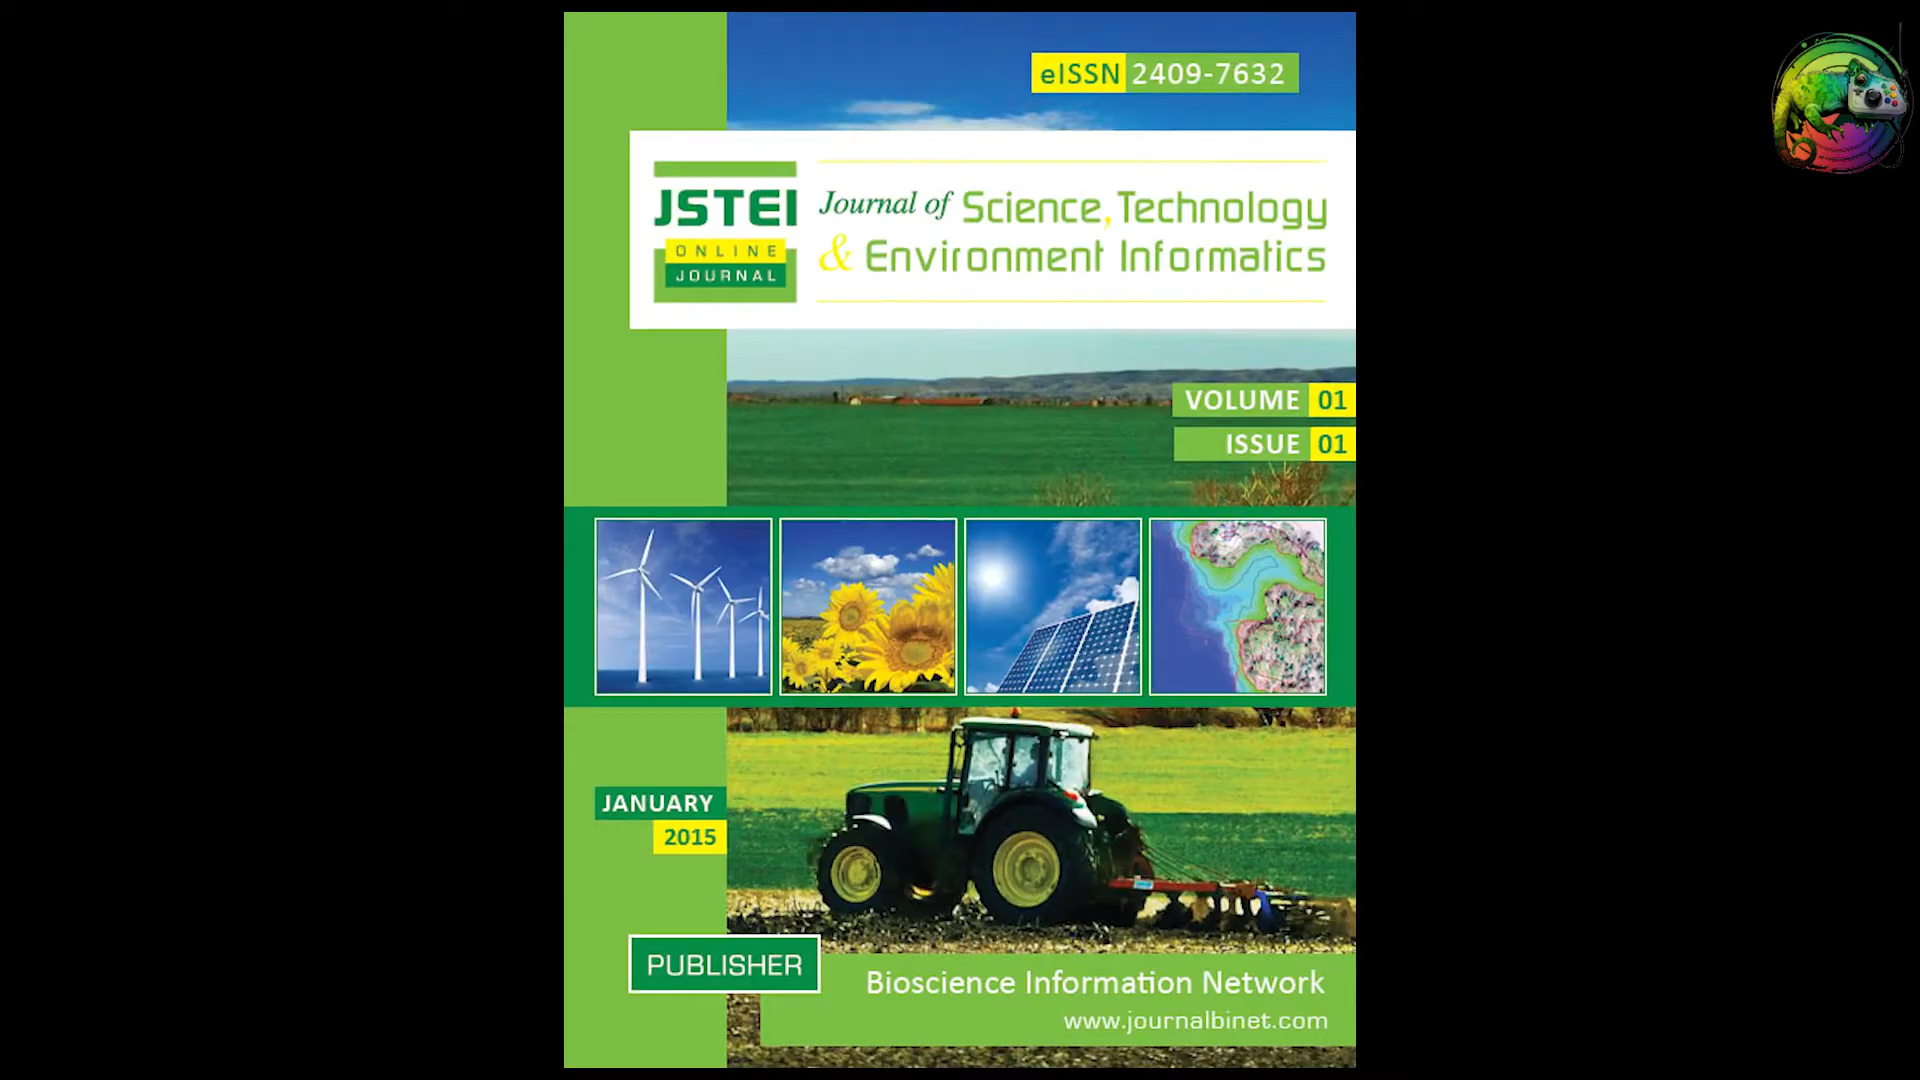 eISSN 2409-7632
JSTEI
ONLINE
JOURNAL
Journal of Science, Technology
& Environment Informatics
VOLUME 01
ISSUE 01
JANUARY
2015
PUBLISHER
Bioscience Information Network
www.journalbinet.com